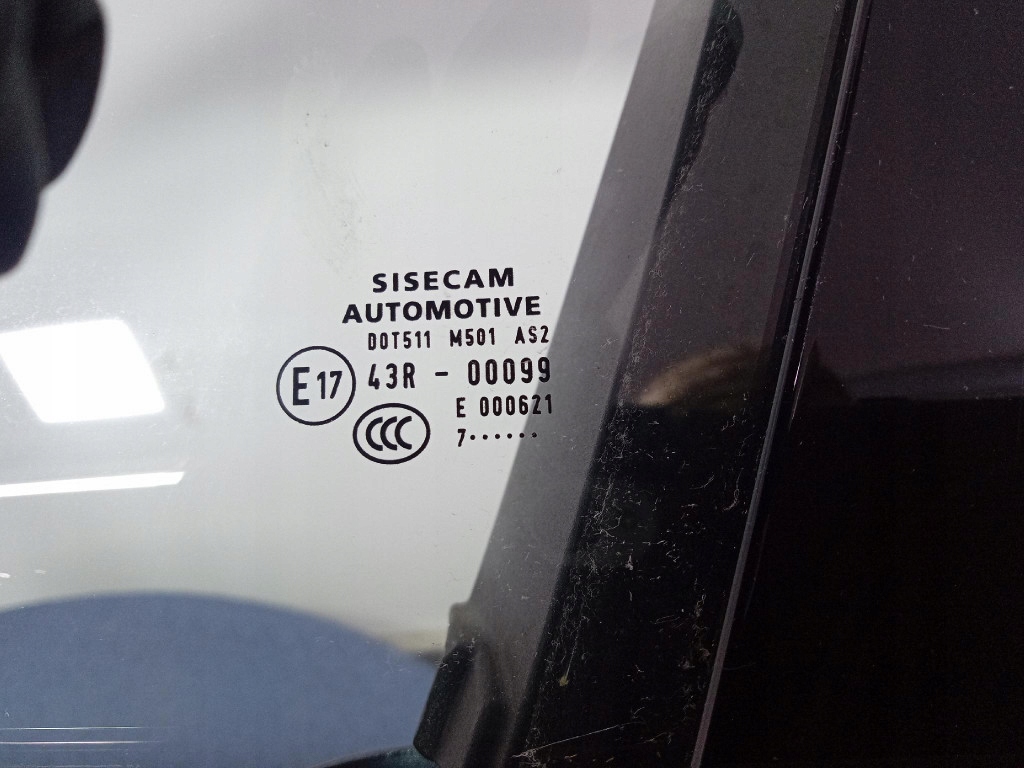 SISECAM
AUTOMOTIVE
DOT511 M501 AS2
E17 43R - 00099
CCC E 000621
7······